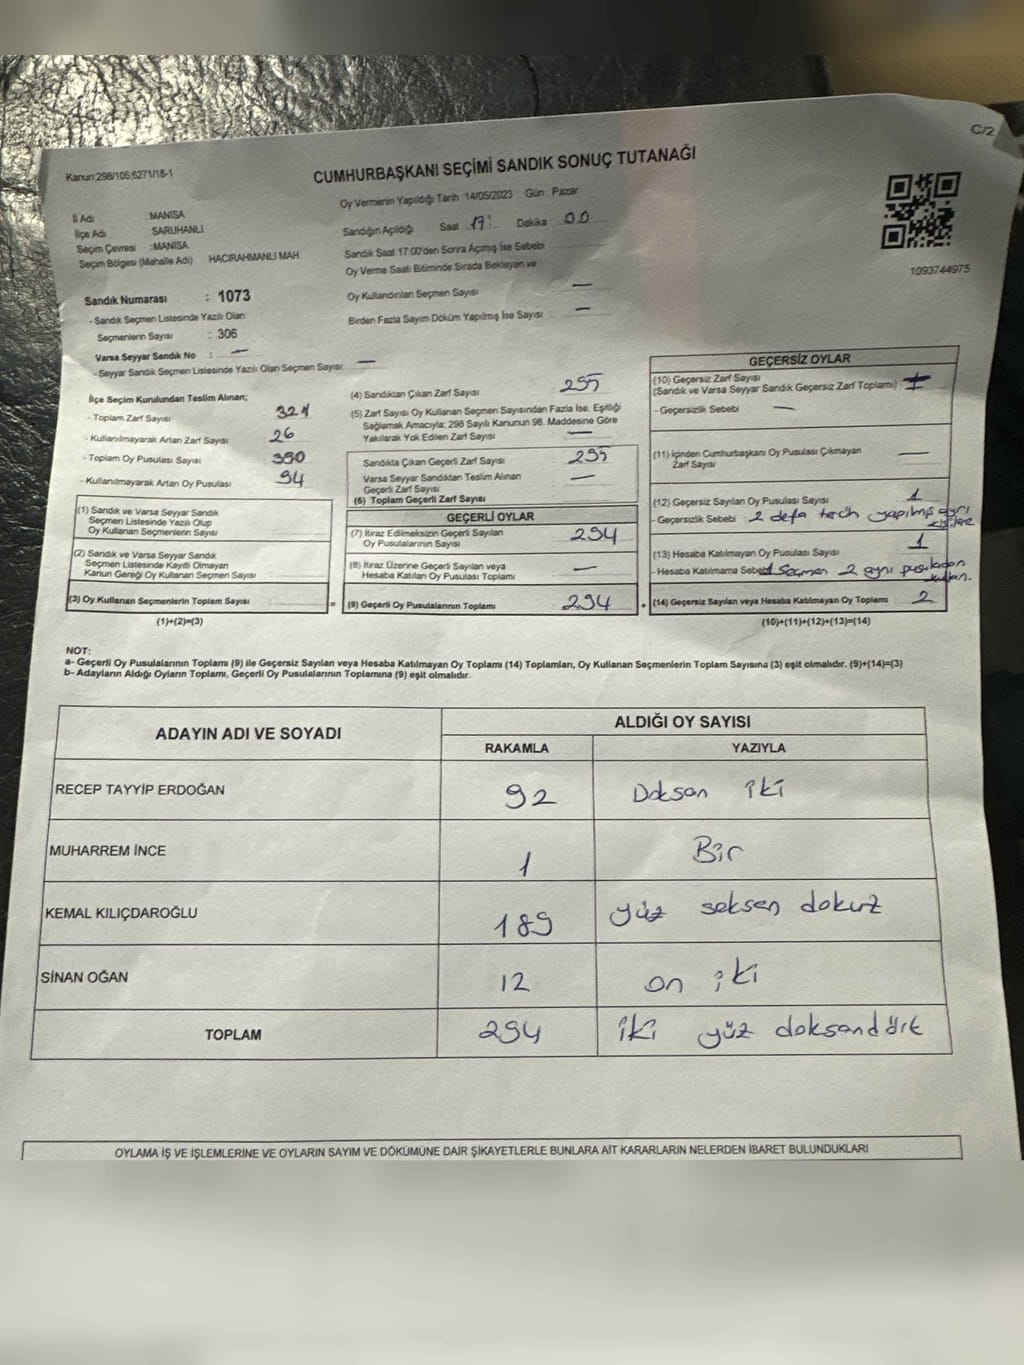 C/2
Kanun:298/105;6271/16-1
CUMHURBAŞKANI SEÇİMİ SANDIK SONUÇ TUTANAĞI
Oy Vermenin Yapıldığı Tarih :14/05/2023 Gün : Pazar
İl Adı : MANİSA
İlçe Adı : SARUHANLI
Seçim Çevresi : MANİSA
Seçim Bölgesi (Mahalle Adı) HACIRAHMANLI MAH.
Sandığın Açıldığı Saat : 17: Dakika : 00
Sandık Saat 17:00'den Sonra Açılmış İse Sebebi
Oy Verme Saati Bitiminde Sırada Bekleyen ve
Oy Kullandırılan Seçmen Sayısı —
Birden Fazla Sayım Döküm Yapılmış İse Sayısı —
1093744975
Sandık Numarası : 1073
- Sandık Seçmen Listesinde Yazılı Olan
Seçmenlerin Sayısı : 306
Varsa Seyyar Sandık No : —
- Seyyar Sandık Seçmen Listesinde Yazılı Olan Seçmen Sayısı: —
İlçe Seçim Kurulundan Teslim Alınan;
- Toplam Zarf Sayısı 321
- Kullanılmayarak Artan Zarf Sayısı 26
- Toplam Oy Pusulası Sayısı 390
- Kullanılmayarak Artan Oy Pusulası 94
(1) Sandık ve Varsa Seyyar Sandık
Seçmen Listesinde Yazılı Olup
Oy Kullanan Seçmenlerin Sayısı
(2) Sandık ve Varsa Seyyar Sandık
Seçmen Listesinde Kayıtlı Olmayan
Kanun Gereği Oy Kullanan Seçmen Sayısı
(3) Oy Kullanan Seçmenlerin Toplam Sayısı =
(1)+(2)=(3)
(4) Sandıktan Çıkan Zarf Sayısı 295
(5) Zarf Sayısı Oy Kullanan Seçmen Sayısından Fazla İse, Eşitliği
Sağlamak Amacıyla; 298 Sayılı Kanunun 98. Maddesine Göre
Yakılarak Yok Edilen Zarf Sayısı —
Sandıkta Çıkan Geçerli Zarf Sayısı 295
Varsa Seyyar Sandıktan Teslim Alınan
Geçerli Zarf Sayısı —
(6) Toplam Geçerli Zarf Sayısı
GEÇERLİ OYLAR
(7) İtiraz Edilmeksizin Geçerli Sayılan
Oy Pusulalarının Sayısı 294
(8) İtiraz Üzerine Geçerli Sayılan veya
Hesaba Katılan Oy Pusulası Toplamı —
(9) Geçerli Oy Pusulalarının Toplamı 294 +
GEÇERSİZ OYLAR
(10) Geçersiz Zarf Sayısı
(Sandık ve Varsa Seyyar Sandık Geçersiz Zarf Toplamı)
- Geçersizlik Sebebi —
(11) İçinden Cumhurbaşkanı Oy Pusulası Çıkmayan
Zarf Sayısı —
(12) Geçersiz Sayılan Oy Pusulası Sayısı 1
- Geçersizlik Sebebi 2 defa tercih yapılmış ayrı
kişilere
(13) Hesaba Katılmayan Oy Pusulası Sayısı 1
- Hesaba Katılmama Sebebi 1 seçmen 2 aynı pusuladan
kullan.
(14) Geçersiz Sayılan veya Hesaba Katılmayan Oy Toplamı 2
(10)+(11)+(12)+(13)=(14)
NOT:
a- Geçerli Oy Pusulalarının Toplamı (9) ile Geçersiz Sayılan veya Hesaba Katılmayan Oy Toplamı (14) Toplamları, Oy Kullanan Seçmenlerin Toplam Sayısına (3) eşit olmalıdır. (9)+(14)=(3)
b- Adayların Aldığı Oyların Toplamı, Geçerli Oy Pusulalarının Toplamına (9) eşit olmalıdır.
ADAYIN ADI VE SOYADI ALDIĞI OY SAYISI
RAKAMLA YAZIYLA
RECEP TAYYİP ERDOĞAN 92 Doksan iki
MUHARREM İNCE 1 Bir
KEMAL KILIÇDAROĞLU 189 yüz seksen dokuz
SİNAN OĞAN 12 on iki
TOPLAM 294 iki yüz doksandört
OYLAMA İŞ VE İŞLEMLERİNE VE OYLARIN SAYIM VE DÖKÜMÜNE DAİR ŞİKAYETLERLE BUNLARA AİT KARARLARIN NELERDEN İBARET BULUNDUKLARI